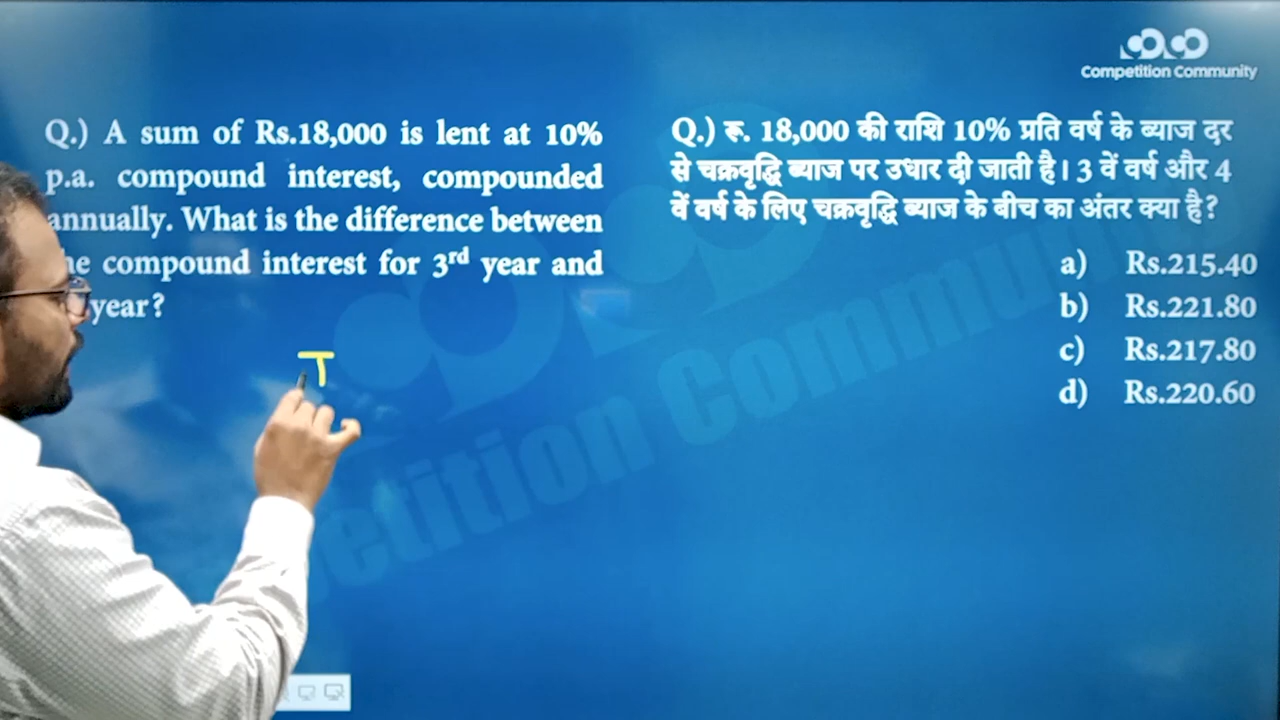 Competition Community
Q.) A sum of Rs.18,000 is lent at 10%
p.a. compound interest, compounded
annually. What is the difference between
he compound interest for 3rd year and
year?
Q.) रू. 18,000 की राशि 10% प्रति वर्ष के ब्याज दर
से चक्रवृद्धि ब्याज पर उधार दी जाती है। 3 वें वर्ष और 4
वें वर्ष के लिए चक्रवृद्धि ब्याज के बीच का अंतर क्या है?
a) Rs.215.40
b) Rs.221.80
c) Rs.217.80
d) Rs.220.60
T
petition Community